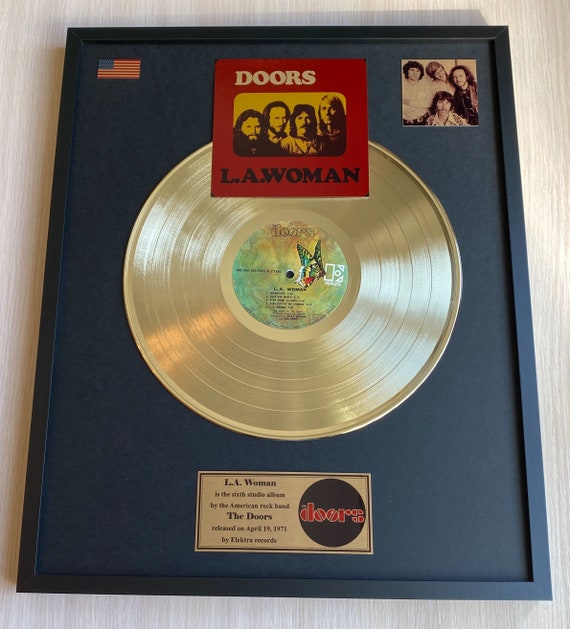 DOORS
L.A.WOMAN
doors
L. A. WOMAN
L.A. Woman
is the sixth studio album
by the American rock band
The Doors
released on April 19, 1971
by Elektra records
doors